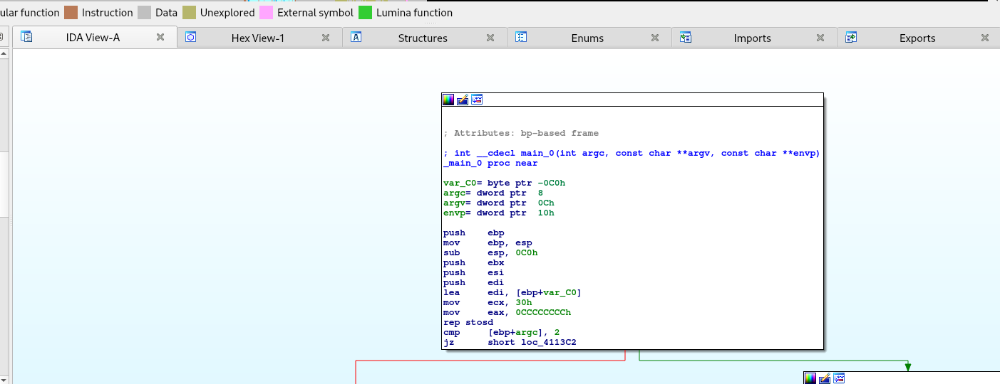 ular function Instruction Data Unexplored External symbol Lumina function
IDA View-A Hex View-1 Structures Enums Imports Exports
; Attributes: bp-based frame
; int __cdecl main_0(int argc, const char **argv, const char **envp)
_main_0 proc near
var_C0= byte ptr -0C0h
argc= dword ptr  8
argv= dword ptr  0Ch
envp= dword ptr  10h
push    ebp
mov     ebp, esp
sub     esp, 0C0h
push    ebx
push    esi
push    edi
lea     edi, [ebp+var_C0]
mov     ecx, 30h
mov     eax, 0CCCCCCCCh
rep stosd
cmp     [ebp+argc], 2
jz      short loc_4113C2